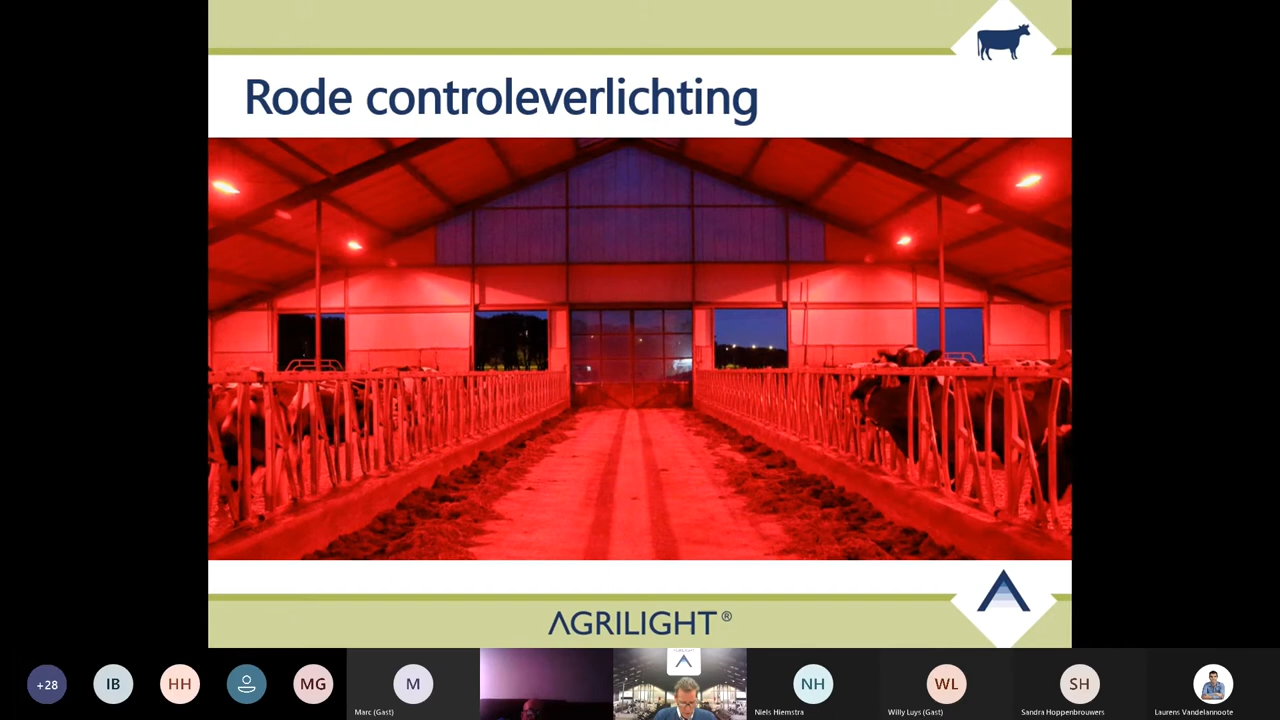 Rode controleverlichting
AGRILIGHT®
+28
IB
HH
MG
M
Marc (Gast)
NH
Niels Hiemstra
WL
Willy Luys (Gast)
SH
Sandra Hoppenbrouwers
Laurens Vandelannoote